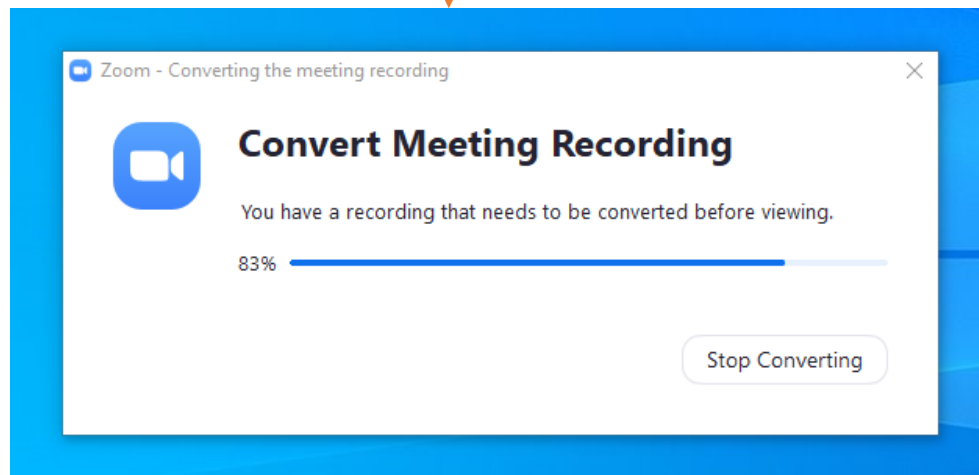 Zoom - Converting the meeting recording
Convert Meeting Recording
You have a recording that needs to be converted before viewing.
83%
Stop Converting